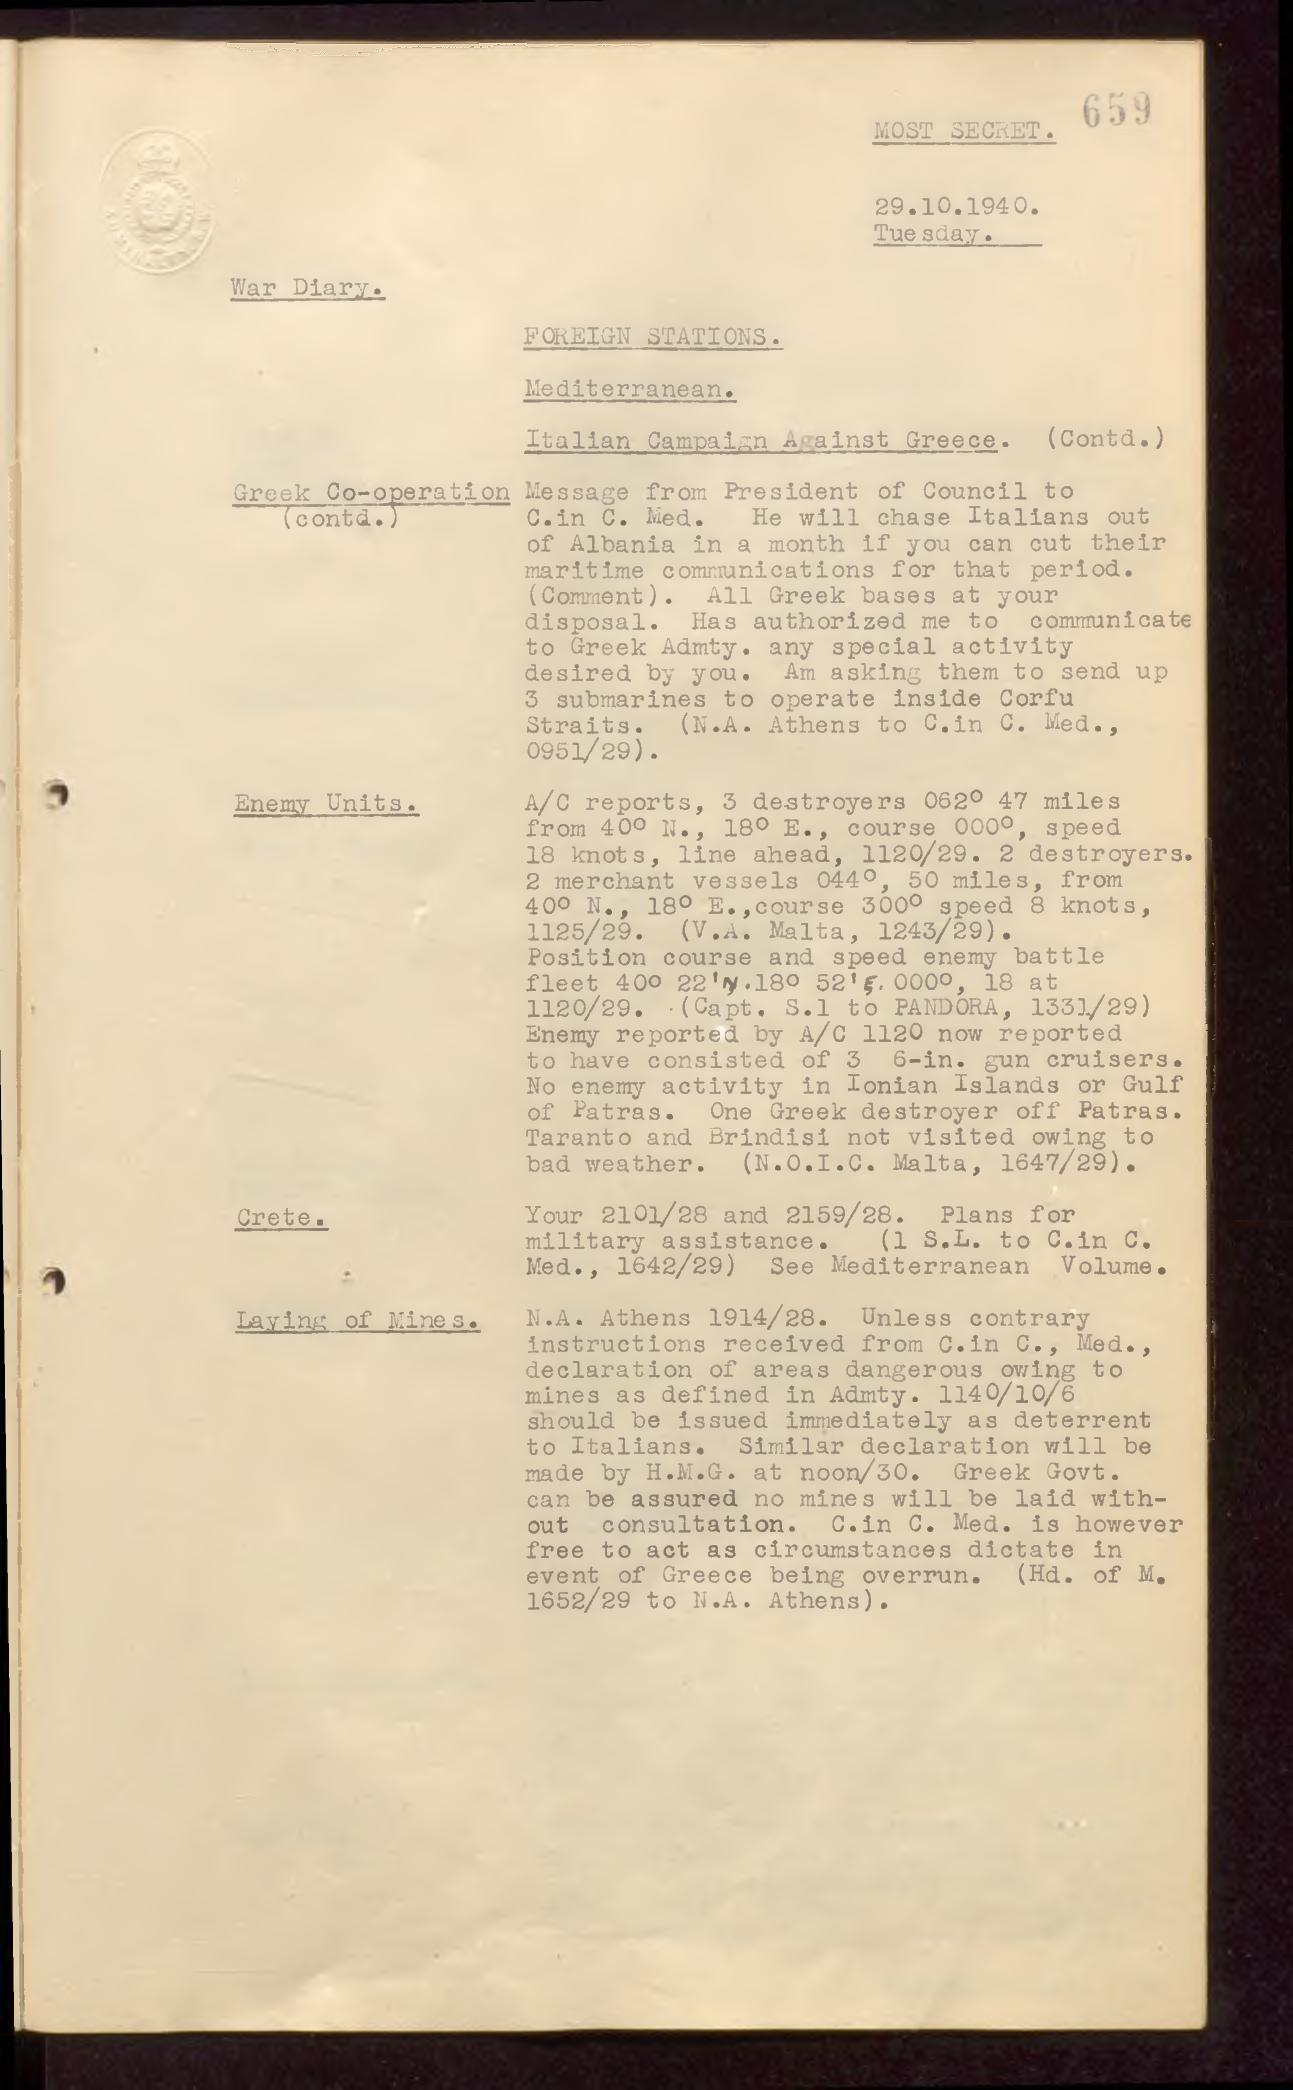 659
MOST SECRET.
29.10.1940.
Tuesday.
War Diary.
FOREIGN STATIONS.
Mediterranean.
Italian Campaign Against Greece. (Contd.)
Greek Co-operation
(contd.)
Message from President of Council to
C.in C. Med. He will chase Italians out
of Albania in a month if you can cut their
maritime communications for that period.
(Comment). All Greek bases at your
disposal. Has authorized me to communicate
to Greek Admty. any special activity
desired by you. Am asking them to send up
3 submarines to operate inside Corfu
Straits. (N.A. Athens to C.in C. Med.,
0951/29).
Enemy Units.
A/C reports, 3 destroyers 062° 47 miles
from 40° N., 18° E., course 000°, speed
18 knots, line ahead, 1120/29. 2 destroyers.
2 merchant vessels 044°, 50 miles, from
40° N., 18° E.,course 300° speed 8 knots,
1125/29. (V.A. Malta, 1243/29).
Position course and speed enemy battle
fleet 40° 22'N.18° 52'E. 000°, 18 at
1120/29. (Capt. S.1 to PANDORA, 1331/29)
Enemy reported by A/C 1120 now reported
to have consisted of 3 6-in. gun cruisers.
No enemy activity in Ionian Islands or Gulf
of Patras. One Greek destroyer off Patras.
Taranto and Brindisi not visited owing to
bad weather. (N.O.I.C. Malta, 1647/29).
Crete.
Your 2101/28 and 2159/28. Plans for
military assistance. (1 S.L. to C.in C.
Med., 1642/29) See Mediterranean Volume.
Laying of Mines.
N.A. Athens 1914/28. Unless contrary
instructions received from C.in C., Med.,
declaration of areas dangerous owing to
mines as defined in Admty. 1140/10/6
should be issued immediately as deterrent
to Italians. Similar declaration will be
made by H.M.G. at noon/30. Greek Govt.
can be assured no mines will be laid with-
out consultation. C.in C. Med. is however
free to act as circumstances dictate in
event of Greece being overrun. (Hd. of M.
1652/29 to N.A. Athens).